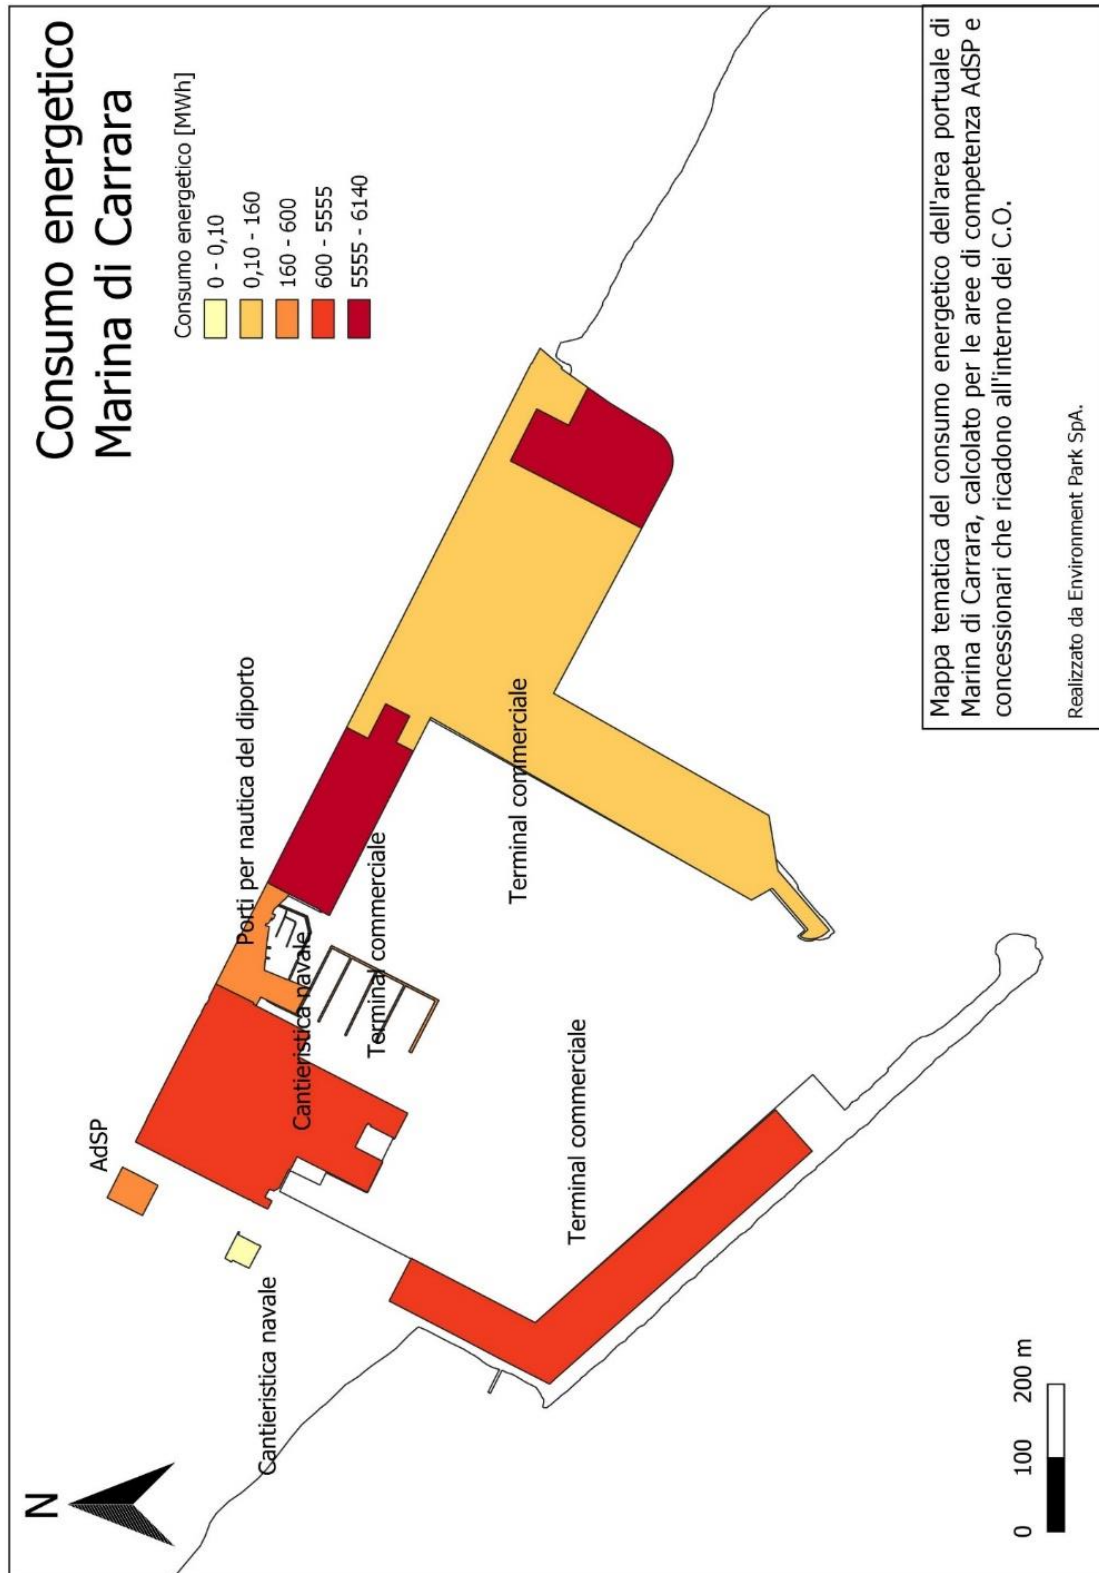 Consumo energetico
Marina di Carrara
Consumo energetico [MWh]
0 - 0,10
0,10 - 160
160 - 600
600 - 5555
5555 - 6140
N
AdSP
Cantieristica navale
Porti per nautica del diporto
Cantieristica navale
Terminal commerciale
Terminal commerciale
Terminal commerciale
0 100 200 m
Mappa tematica del consumo energetico dell'area portuale di
Marina di Carrara, calcolato per le aree di competenza AdSP e
concessionari che ricadono all'interno dei C.O.
Realizzato da Environment Park SpA.